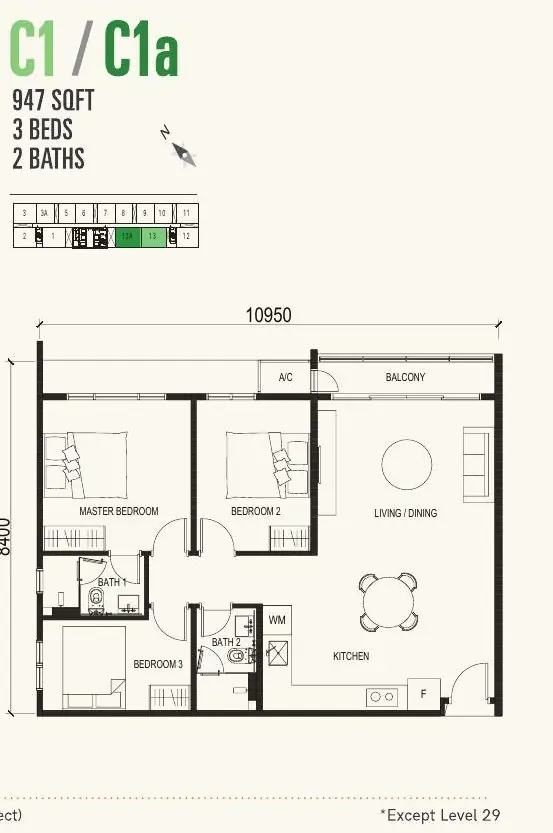 C1 / C1a
947 SQFT
3 BEDS
2 BATHS
N
3 3A 5 6 7 8 9 10 11
2 1 13A 13 12
10950
8400
A/C
BALCONY
MASTER BEDROOM
BEDROOM 2
LIVING / DINING
BATH 1
BATH 2
WM
BEDROOM 3
KITCHEN
F
ect)
*Except Level 29